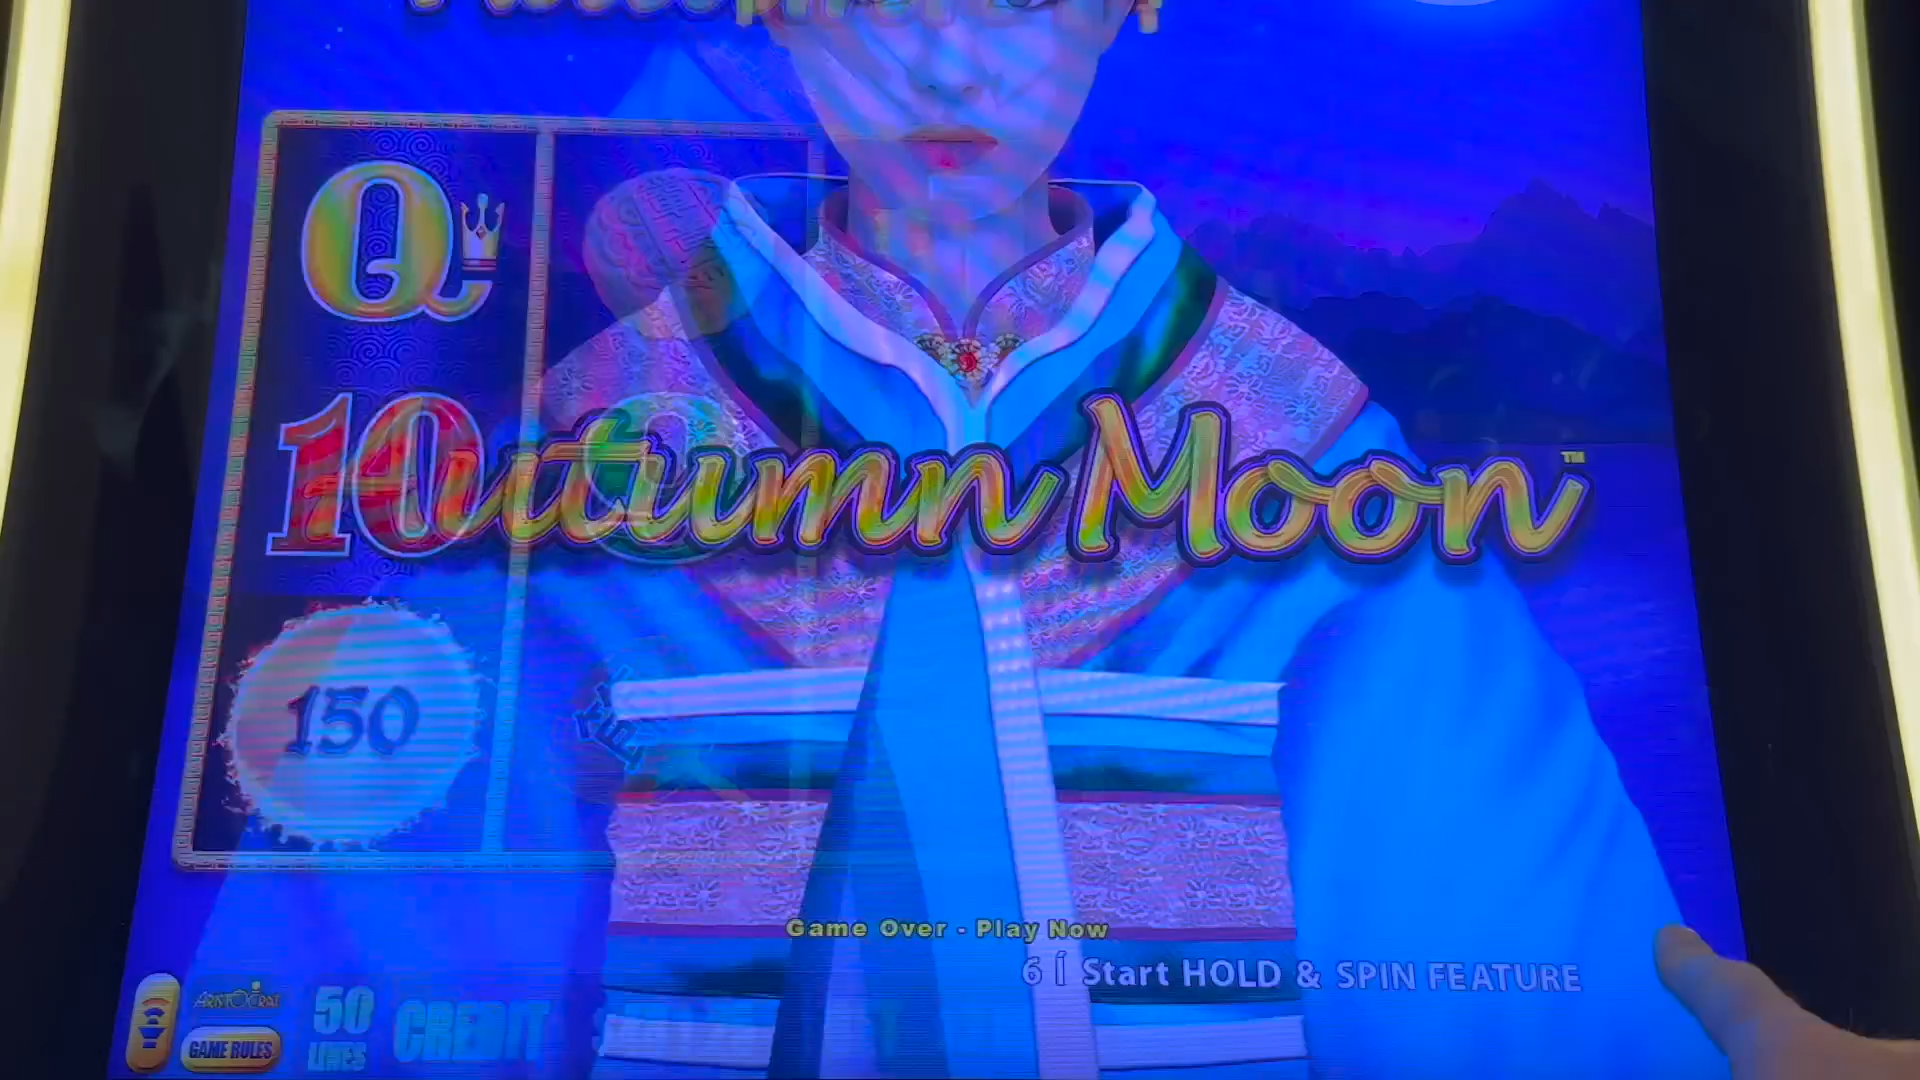 Q
10
Autumn Moon™
150
Game Over - Play Now
6 Í Start HOLD & SPIN FEATURE
ARISTOCRAT
GAME RULES
50
LINES
CREDIT